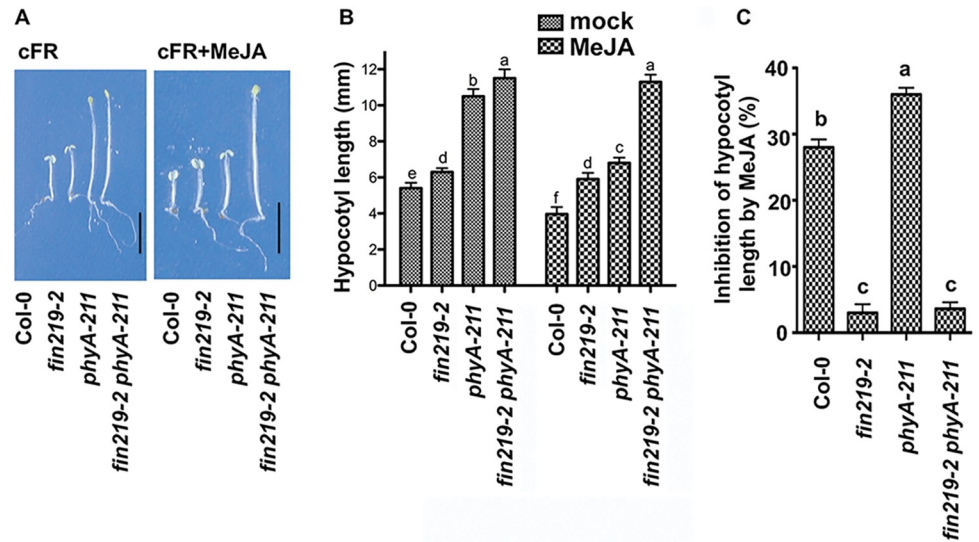 A
cFR
cFR+MeJA
Col-0
fin219-2
phyA-211
fin219-2 phyA-211
Col-0
fin219-2
phyA-211
fin219-2 phyA-211
B
mock
MeJA
Hypocotyl length (mm)
12
10
8
6
4
2
0
e
d
b
a
f
d
c
a
Col-0
fin219-2
phyA-211
fin219-2 phyA-211
Col-0
fin219-2
phyA-211
fin219-2 phyA-211
C
Inhibition of hypocotyl
length by MeJA (%)
40
30
20
10
0
b
c
a
c
Col-0
fin219-2
phyA-211
fin219-2 phyA-211